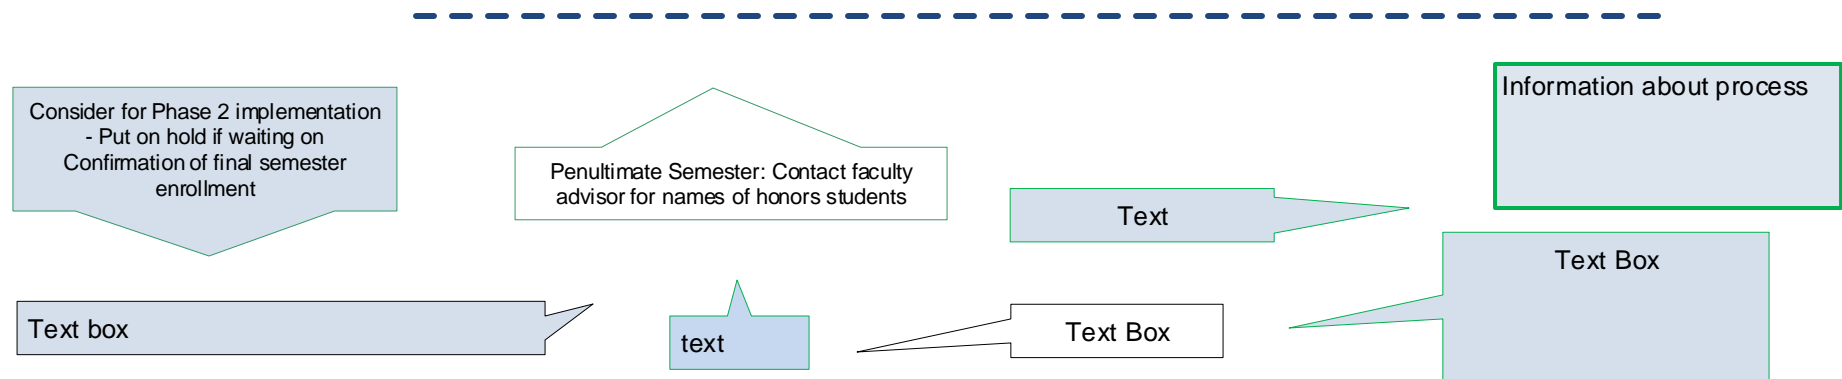 Consider for Phase 2 implementation
- Put on hold if waiting on
Confirmation of final semester
enrollment
Penultimate Semester: Contact faculty
advisor for names of honors students
Information about process
Text
Text Box
Text box
text
Text Box